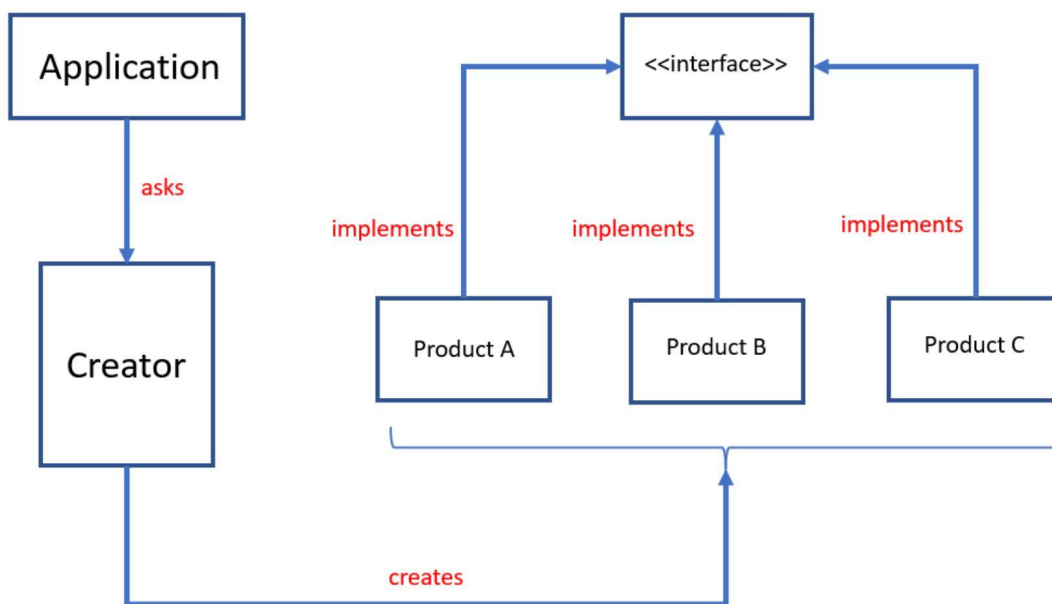 Application
<<interface>>
asks
implements
implements
implements
Creator
Product A
Product B
Product C
creates